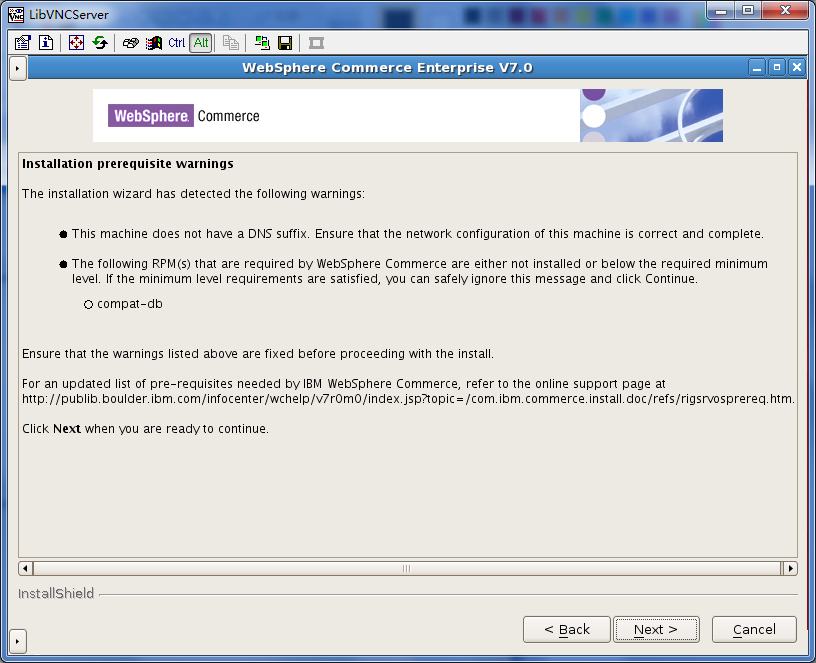 LibVNCServer
Ctrl Alt
WebSphere Commerce Enterprise V7.0
WebSphere. Commerce
Installation prerequisite warnings
The installation wizard has detected the following warnings:
This machine does not have a DNS suffix. Ensure that the network configuration of this machine is correct and complete.
The following RPM(s) that are required by WebSphere Commerce are either not installed or below the required minimum
level. If the minimum level requirements are satisfied, you can safely ignore this message and click Continue.
compat-db
Ensure that the warnings listed above are fixed before proceeding with the install.
For an updated list of pre-requisites needed by IBM WebSphere Commerce, refer to the online support page at
http://publib.boulder.ibm.com/infocenter/wchelp/v7r0m0/index.jsp?topic=/com.ibm.commerce.install.doc/refs/rigsrvosprereq.htm.
Click Next when you are ready to continue.
InstallShield
< Back
Next >
Cancel